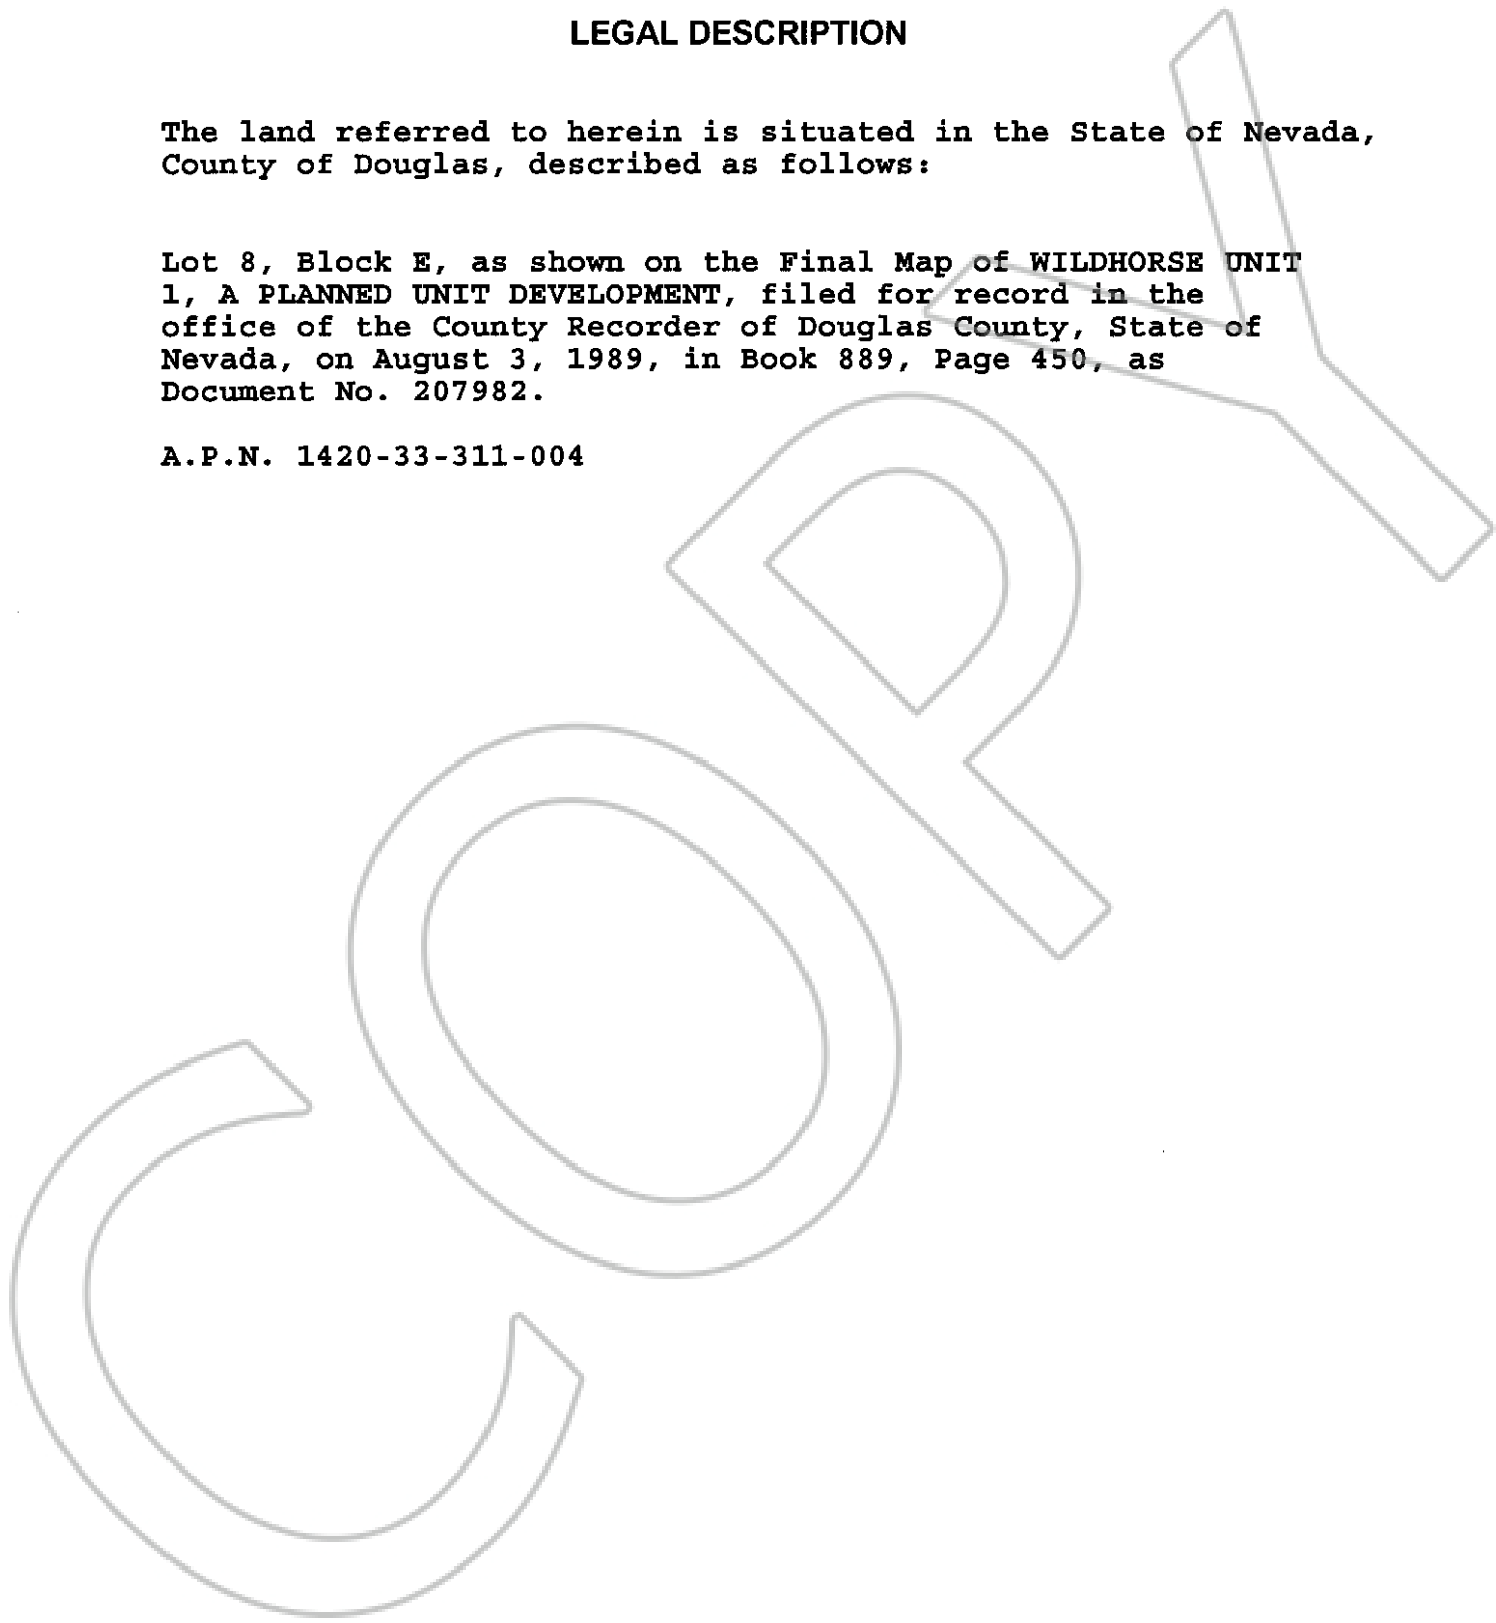 LEGAL DESCRIPTION
The land referred to herein is situated in the State of Nevada,
County of Douglas, described as follows:
Lot 8, Block E, as shown on the Final Map of WILDHORSE UNIT
1, A PLANNED UNIT DEVELOPMENT, filed for record in the
office of the County Recorder of Douglas County, State of
Nevada, on August 3, 1989, in Book 889, Page 450, as
Document No. 207982.
A.P.N. 1420-33-311-004
COPY